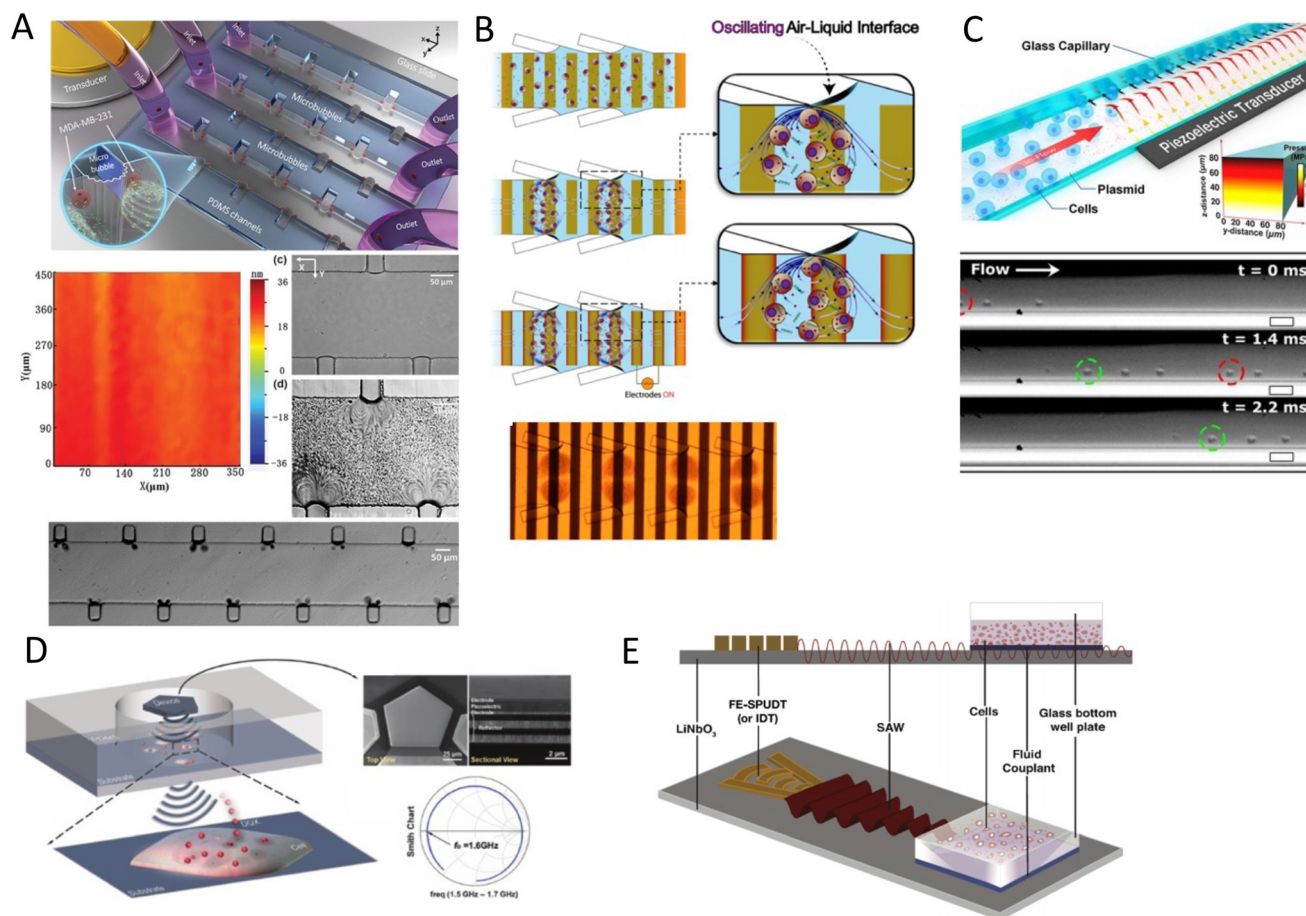 A
Transducer
Inlet
Inlet
Inlet
x
y
z
Glass slide
MDA-MB-231
Micro
bubble
Microbubbles
Microbubbles
PDMS channels
Outlet
Outlet
Outlet
nm
450
360
270
180
90
0
Y(μm)
70 140 210 280 350
X(μm)
36
18
0
-18
-36
(c)
X
Y
50 μm
(d)
50 μm
B
Oscillating Air-Liquid Interface
Electrodes ON
C
Glass Capillary
Piezoelectric Transducer
Flow
Plasmid
Cells
z-distance (μm)
80
60
40
20
0
0 20 40 60 80
y-distance (μm)
Flow
t = 0 ms
t = 1.4 ms
t = 2.2 ms
D
Device
Substrate
DOX
Cell
Substrate
Electrode
Piezoelectric
Electrode
Reflector
Top View
25 μm
Sectional View
2 μm
Smith Chart
f₀ =1.6GHz
freq (1.5 GHz – 1.7 GHz)
E
LiNbO₃
FE-SPUDT
(or IDT)
SAW
Cells
Fluid
Couplant
Glass bottom
well plate